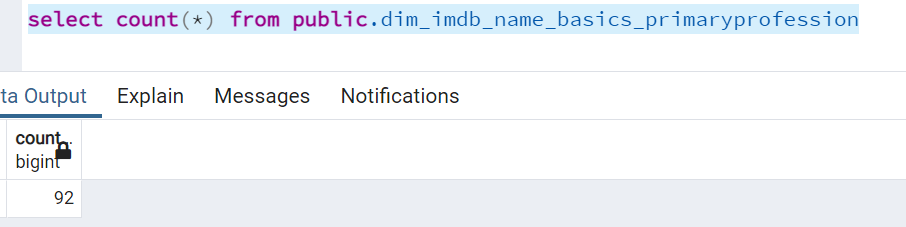 select count(*) from public.dim_imdb_name_basics_primaryprofession
ta Output Explain Messages Notifications
count..
bigint
92